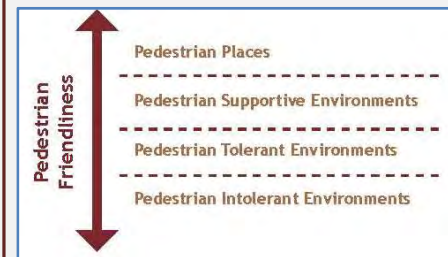 Pedestrian
Friendliness
Pedestrian Places
Pedestrian Supportive Environments
Pedestrian Tolerant Environments
Pedestrian Intolerant Environments